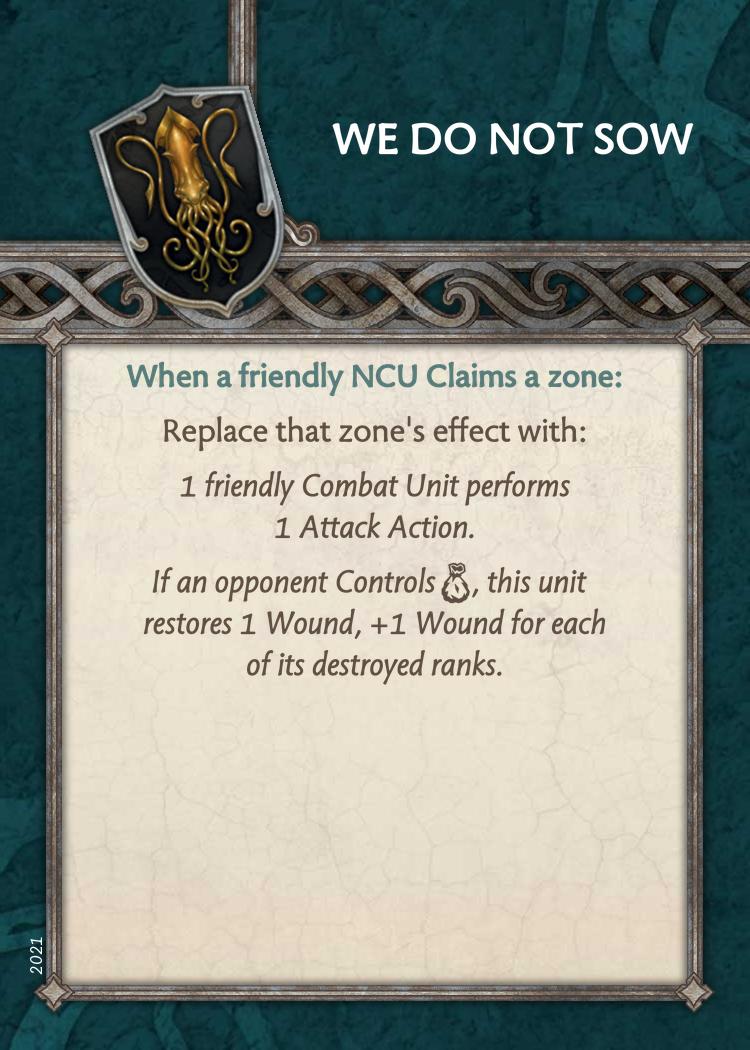 WE DO NOT SOW
When a friendly NCU Claims a zone:
Replace that zone's effect with:
1 friendly Combat Unit performs
1 Attack Action.
If an opponent Controls , this unit
restores 1 Wound, +1 Wound for each
of its destroyed ranks.
2021